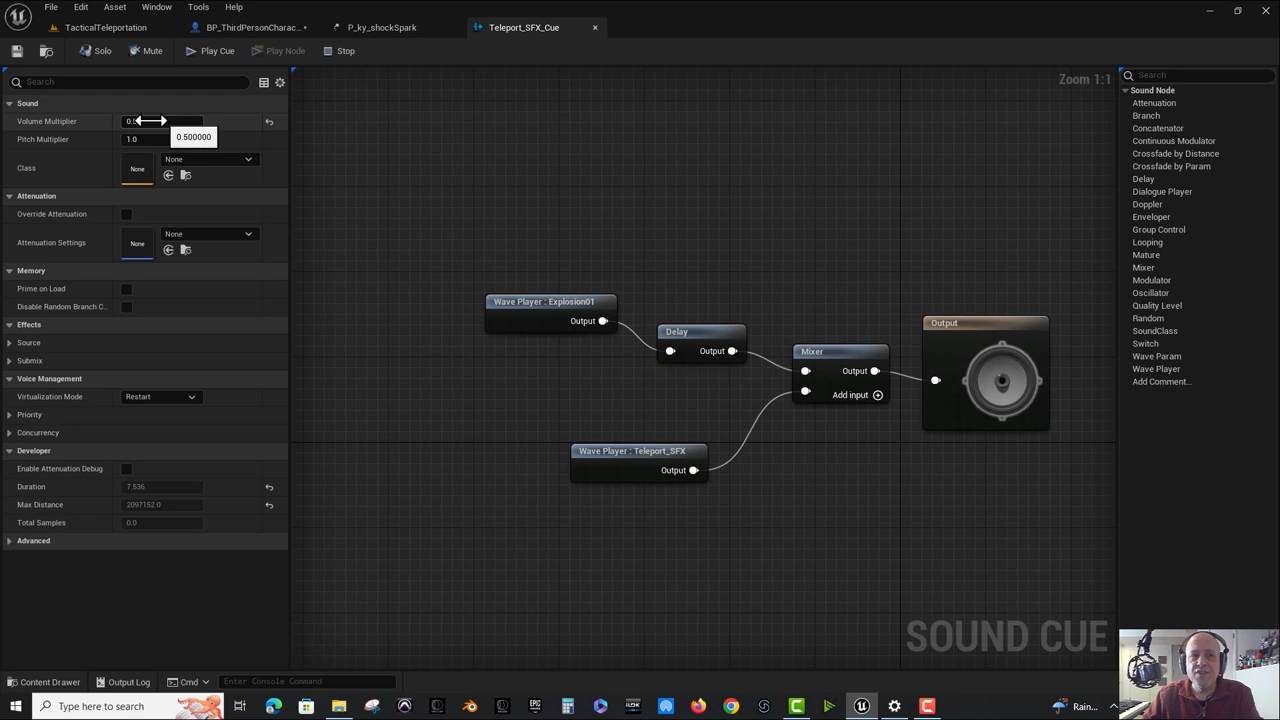 File Edit Asset Window Tools Help
TacticalTeleportation
BP_ThirdPersonCharac...•
P_ky_shockSpark
Teleport_SFX_Cue
Solo Mute Play Cue Play Node Stop
Search
Sound
Volume Multiplier
0.500000
Pitch Multiplier 1.0
Class None None
Attenuation
Override Attenuation
Attenuation Settings None None
Memory
Prime on Load
Disable Random Branch C...
Effects
Source
Submix
Voice Management
Virtualization Mode Restart
Priority
Concurrency
Developer
Enable Attenuation Debug
Duration 7.536
Max Distance 2097152.0
Total Samples 0.0
Advanced
Zoom 1:1
Wave Player : Explosion01
Output
Delay
Output
Mixer
Output
Add input
Output
Wave Player : Teleport_SFX
Output
SOUND CUE
Search
Sound Node
Attenuation
Branch
Concatenator
Continuous Modulator
Crossfade by Distance
Crossfade by Param
Delay
Dialogue Player
Doppler
Enveloper
Group Control
Looping
Mature
Mixer
Modulator
Oscillator
Quality Level
Random
SoundClass
Switch
Wave Param
Wave Player
Add Comment...
Content Drawer Output Log Cmd Enter Console Command
Type here to search
Rain...